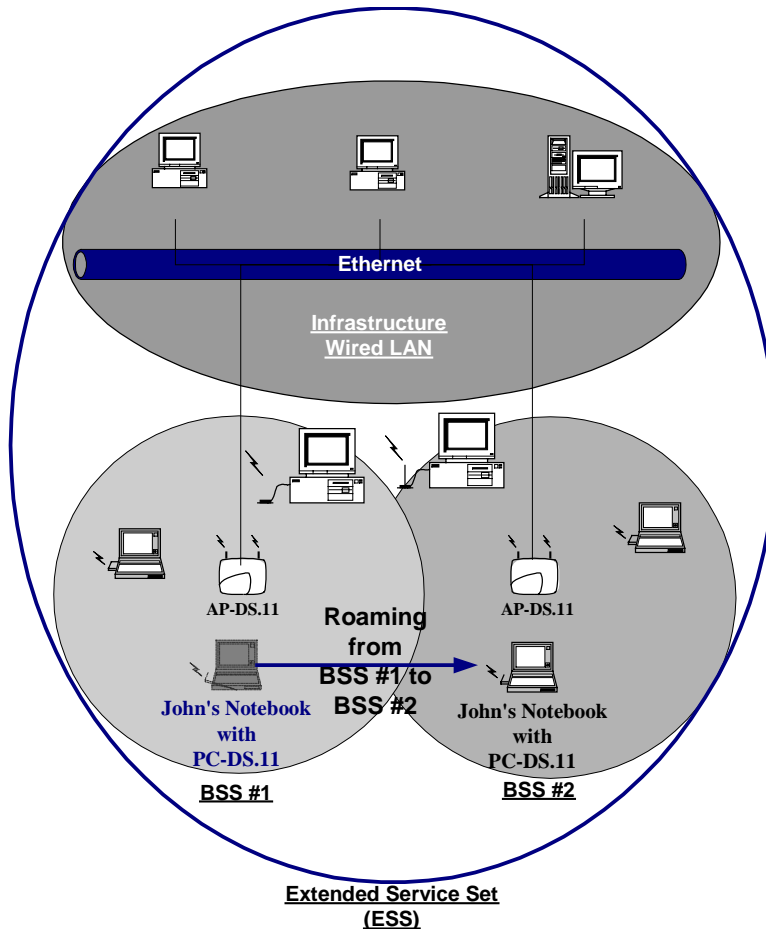 Ethernet
Infrastructure
Wired LAN
AP-DS.11
AP-DS.11
Roaming
from
BSS #1 to
BSS #2
John's Notebook
with
PC-DS.11
John's Notebook
with
PC-DS.11
BSS #1
BSS #2
Extended Service Set
(ESS)